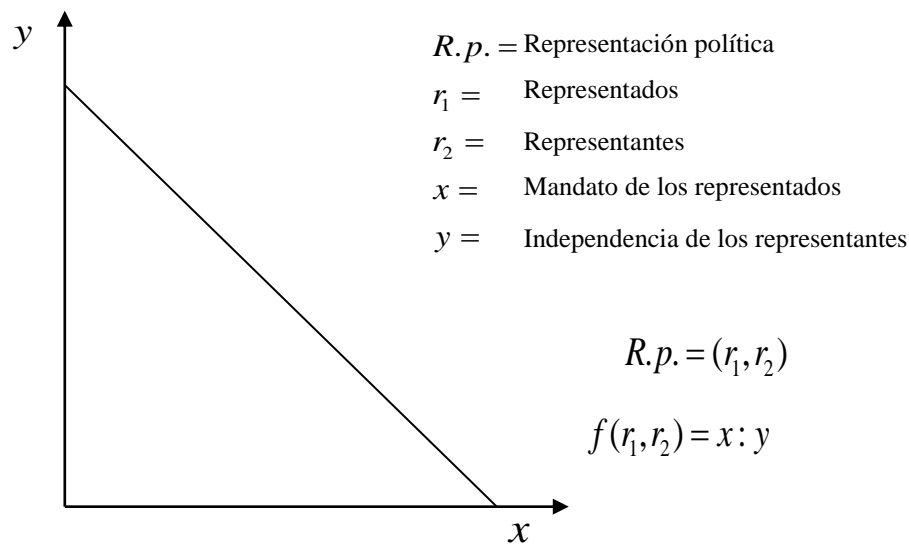 y
R.p. = Representación política
r₁ = Representados
r₂ = Representantes
x = Mandato de los representados
y = Independencia de los representantes
R.p. = (r₁, r₂)
f(r₁, r₂) = x : y
x